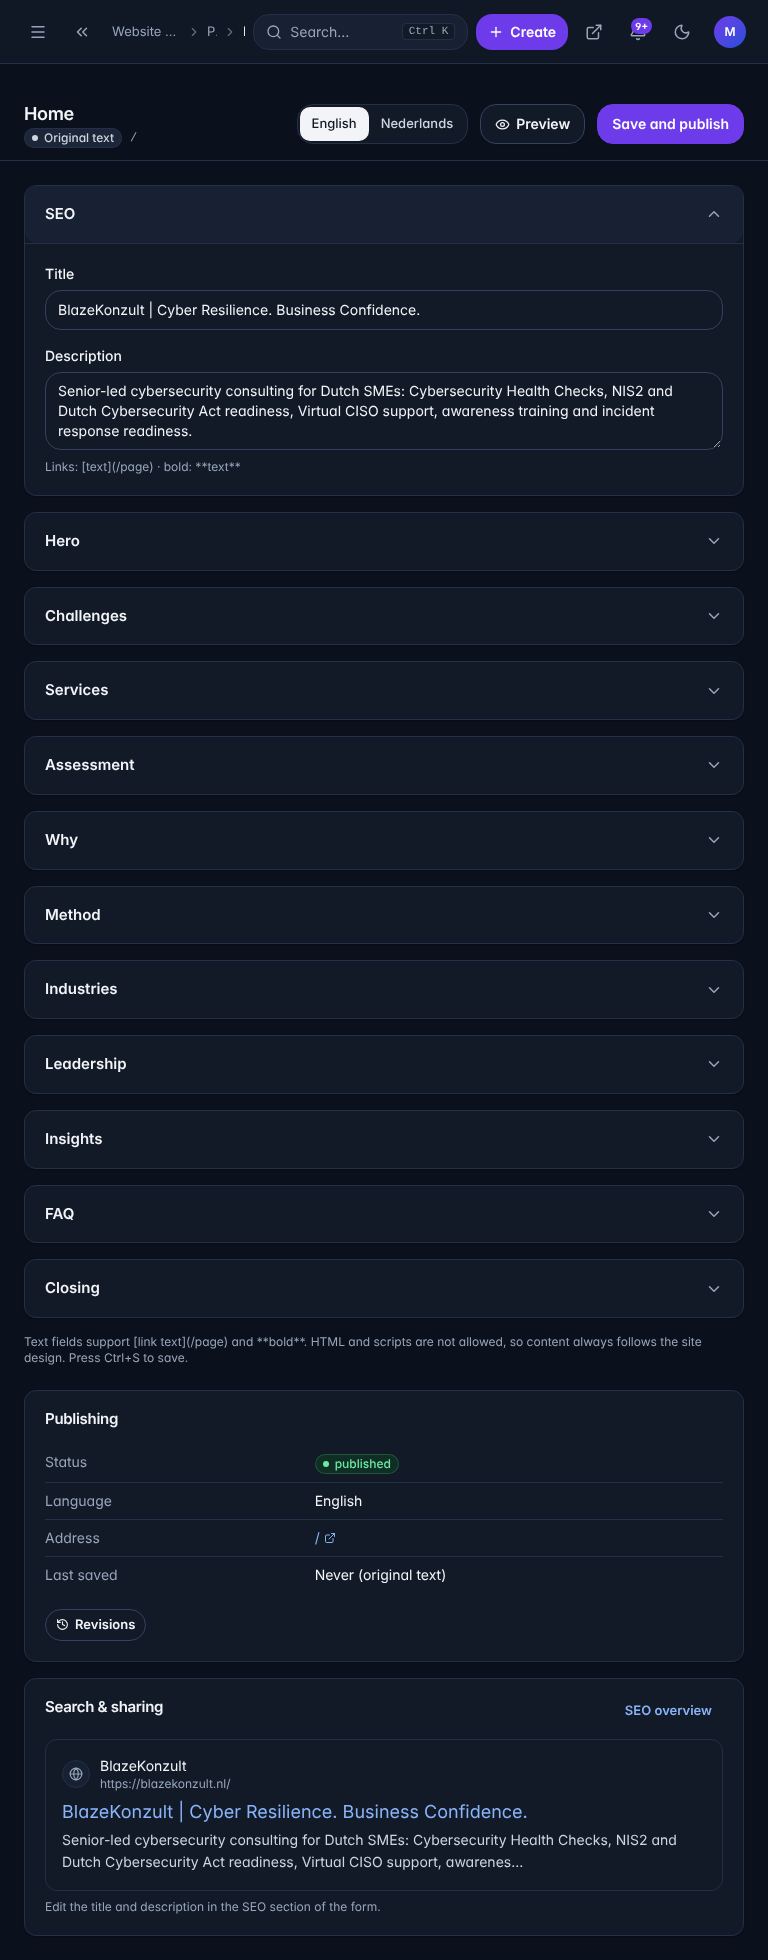 Website ... > P. >
Search... Ctrl K
Create
9+
M
Home
Original text /
English Nederlands
Preview
Save and publish
SEO
Title
BlazeKonzult | Cyber Resilience. Business Confidence.
Description
Senior-led cybersecurity consulting for Dutch SMEs: Cybersecurity Health Checks, NIS2 and
Dutch Cybersecurity Act readiness, Virtual CISO support, awareness training and incident
response readiness.
Links: [text](/page) · bold: **text**
Hero
Challenges
Services
Assessment
Why
Method
Industries
Leadership
Insights
FAQ
Closing
Text fields support [link text](/page) and **bold**. HTML and scripts are not allowed, so content always follows the site
design. Press Ctrl+S to save.
Publishing
Status published
Language English
Address /
Last saved Never (original text)
Revisions
Search & sharing
SEO overview
BlazeKonzult
https://blazekonzult.nl/
BlazeKonzult | Cyber Resilience. Business Confidence.
Senior-led cybersecurity consulting for Dutch SMEs: Cybersecurity Health Checks, NIS2 and
Dutch Cybersecurity Act readiness, Virtual CISO support, awarenes...
Edit the title and description in the SEO section of the form.